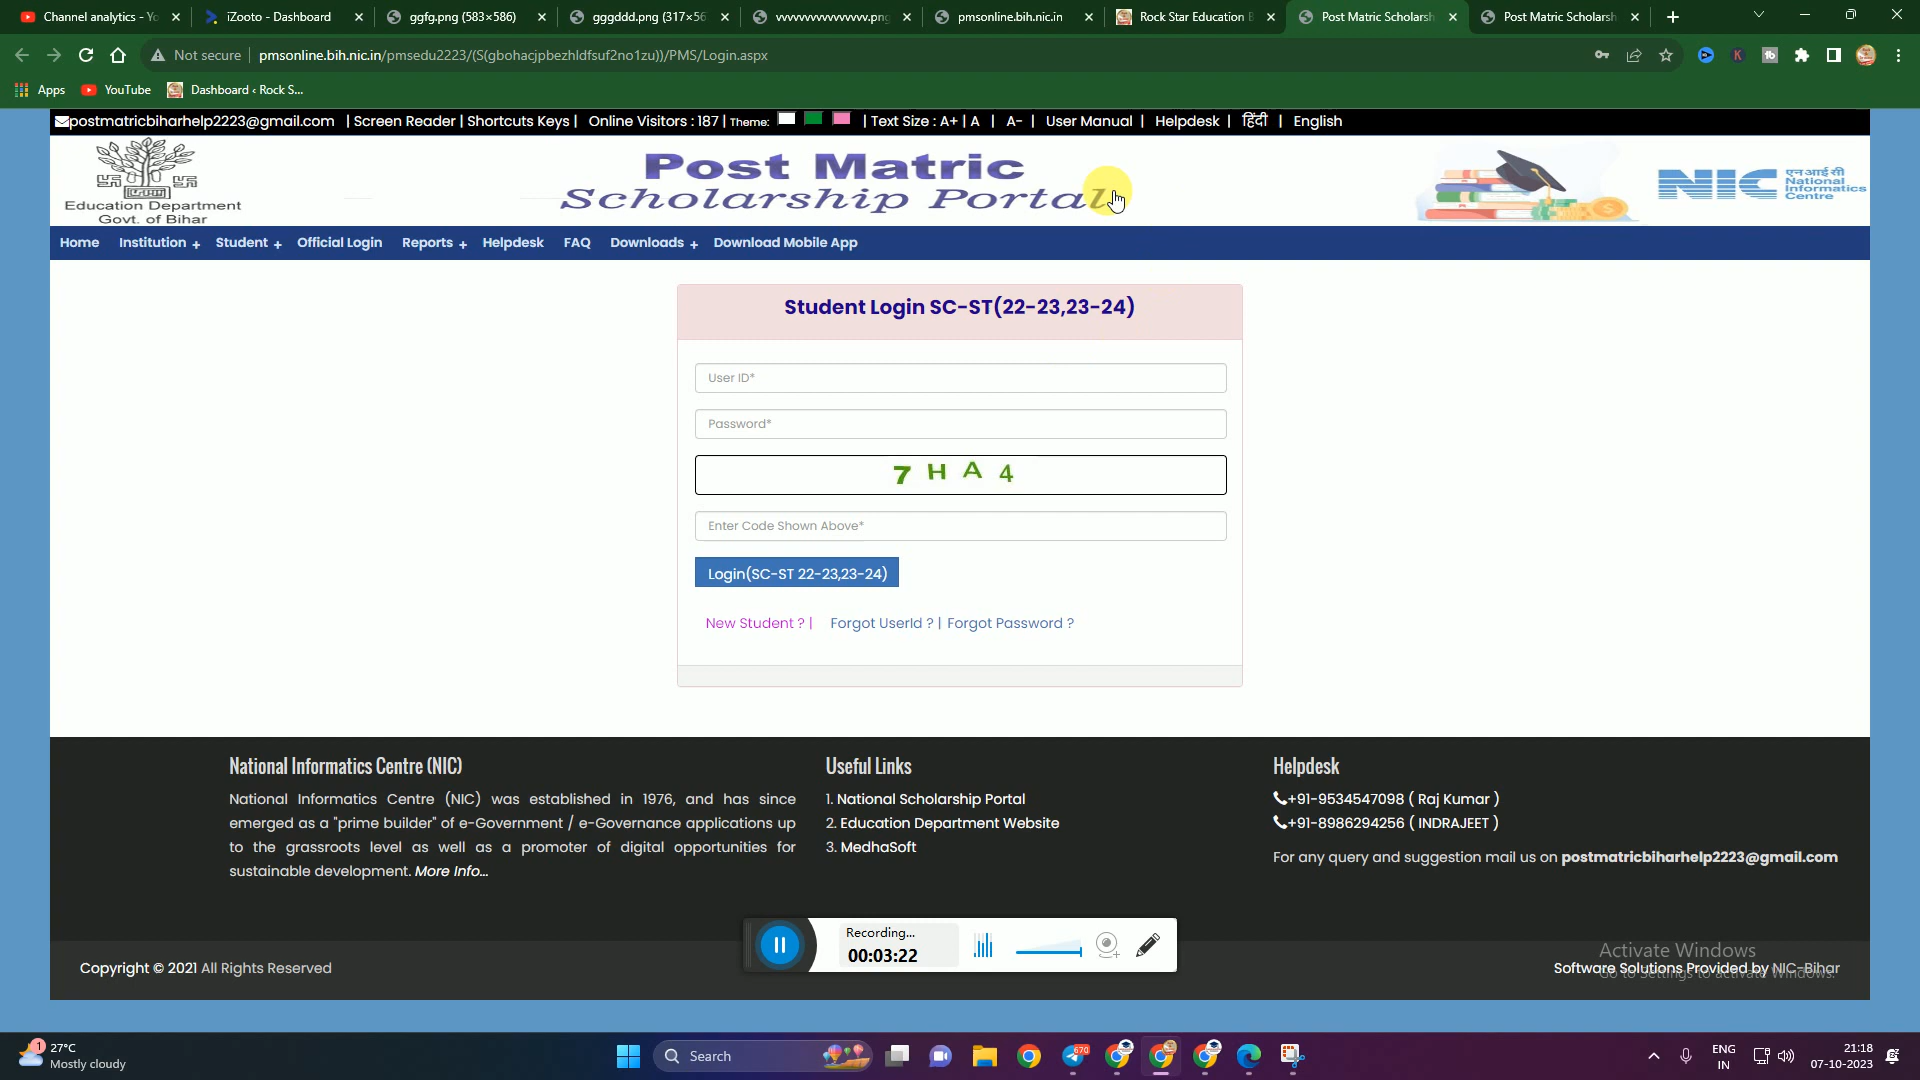 Channel analytics - Yo
iZooto - Dashboard
ggfg.png (583×586)
gggddd.png (317×56
vvvvvvvvvvvvvv.png
pmsonline.bih.nic.in
Rock Star Education B
Post Matric Scholarsh
Post Matric Scholarsh
Not secure
pmsonline.bih.nic.in/pmsedu2223/(S(gbohacjpbezhldfsuf2no1zu))/PMS/Login.aspx
Apps
YouTube
Dashboard ‹ Rock S...
postmatricbiharhelp2223@gmail.com | Screen Reader | Shortcuts Keys | Online Visitors : 187 | Theme: | Text Size : A+ | A | A- | User Manual | Helpdesk | हिंदी | English
Education Department
Govt. of Bihar
Post Matric
Scholarship Portal
NIC
एन आई सी
National
Informatics
Centre
Home Institution + Student + Official Login Reports + Helpdesk FAQ Downloads + Download Mobile App
Student Login SC-ST(22-23,23-24)
User ID*
Password*
7 H A 4
Enter Code Shown Above*
Login(SC-ST 22-23,23-24)
New Student ? | Forgot UserId ? | Forgot Password ?
National Informatics Centre (NIC)
National Informatics Centre (NIC) was established in 1976, and has since
emerged as a "prime builder" of e-Government / e-Governance applications up
to the grassroots level as well as a promoter of digital opportunities for
sustainable development. More Info...
Useful Links
1. National Scholarship Portal
2. Education Department Website
3. MedhaSoft
Helpdesk
+91-9534547098 ( Raj Kumar )
+91-8986294256 ( INDRAJEET )
For any query and suggestion mail us on postmatricbiharhelp2223@gmail.com
Recording...
00:03:22
Activate Windows
Go to Settings to activate Windows.
Copyright © 2021 All Rights Reserved
Software Solutions Provided by NIC-Bihar
1
27°C
Mostly cloudy
Search
670
ENG
IN
21:18
07-10-2023